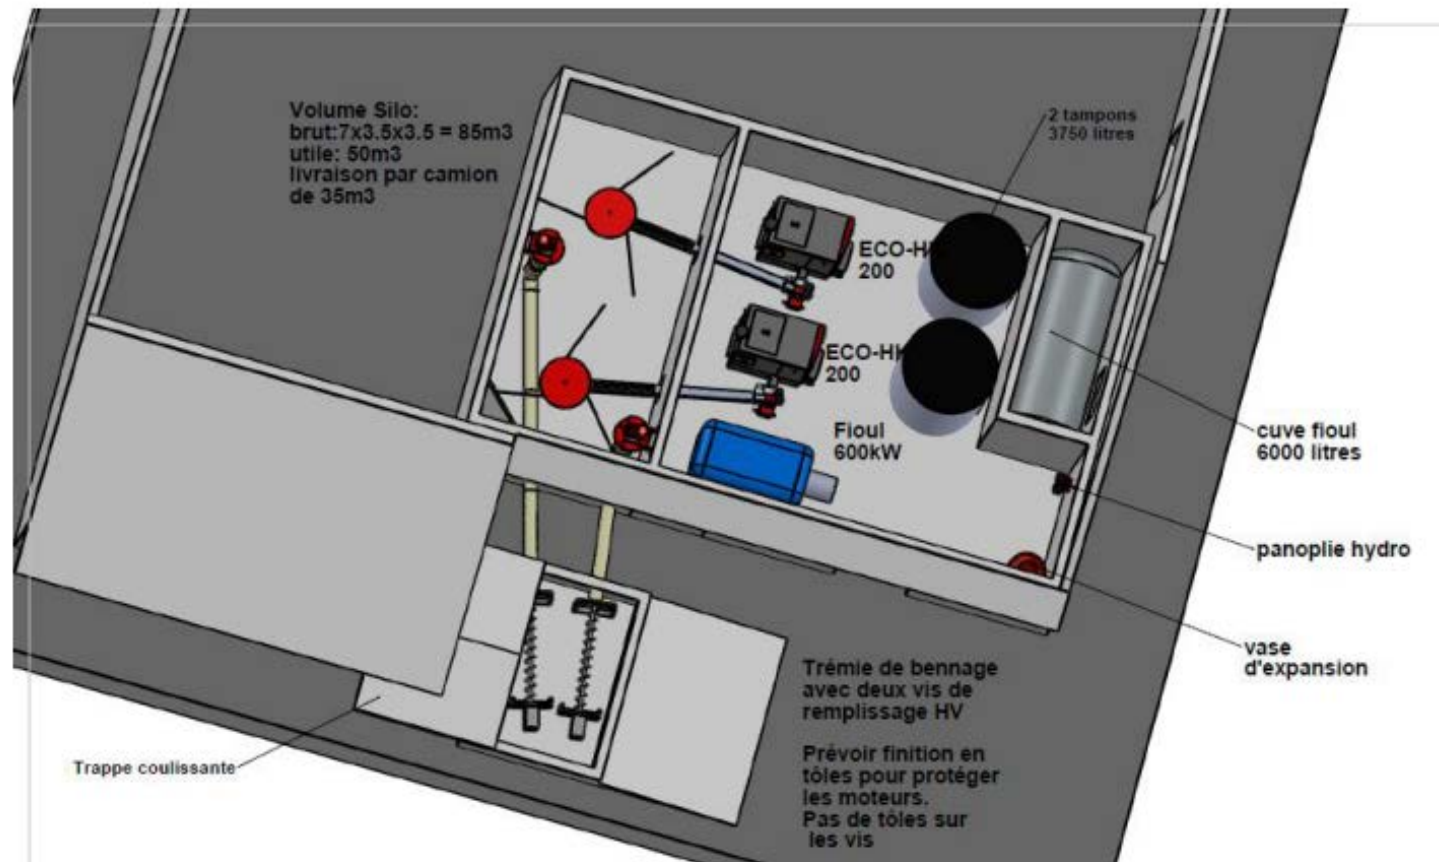 Volume Silo:
brut:7x3.5x3.5 = 85m3
utile: 50m3
livraison par camion
de 35m3
2 tampons
3750 litres
ECO-H
200
ECO-H
200
Fioul
600kW
cuve fioul
6000 litres
panoplie hydro
vase
d'expansion
Trémie de bennage
avec deux vis de
remplissage HV
Prévoir finition en
tôles pour protéger
les moteurs.
Pas de tôles sur
les vis
Trappe coulissante